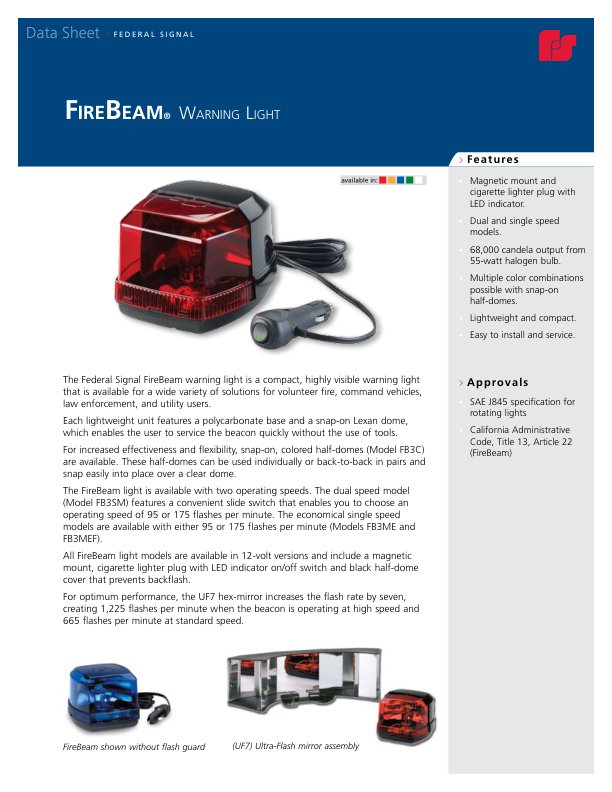 Data Sheet > FEDERAL SIGNAL
FIREBEAM® WARNING LIGHT
available in:
The Federal Signal FireBeam warning light is a compact, highly visible warning light
that is available for a wide variety of solutions for volunteer fire, command vehicles,
law enforcement, and utility users.
Each lightweight unit features a polycarbonate base and a snap-on Lexan dome,
which enables the user to service the beacon quickly without the use of tools.
For increased effectiveness and flexibility, snap-on, colored half-domes (Model FB3C)
are available. These half-domes can be used individually or back-to-back in pairs and
snap easily into place over a clear dome.
The FireBeam light is available with two operating speeds. The dual speed model
(Model FB3SM) features a convenient slide switch that enables you to choose an
operating speed of 95 or 175 flashes per minute. The economical single speed
models are available with either 95 or 175 flashes per minute (Models FB3ME and
FB3MEF).
All FireBeam light models are available in 12-volt versions and include a magnetic
mount, cigarette lighter plug with LED indicator on/off switch and black half-dome
cover that prevents backflash.
For optimum performance, the UF7 hex-mirror increases the flash rate by seven,
creating 1,225 flashes per minute when the beacon is operating at high speed and
665 flashes per minute at standard speed.
FireBeam shown without flash guard
(UF7) Ultra-Flash mirror assembly
> Features
• Magnetic mount and
cigarette lighter plug with
LED indicator.
• Dual and single speed
models.
• 68,000 candela output from
55-watt halogen bulb.
• Multiple color combinations
possible with snap-on
half-domes.
• Lightweight and compact.
• Easy to install and service.
> Approvals
• SAE J845 specification for
rotating lights
• California Administrative
Code, Title 13, Article 22
(FireBeam)